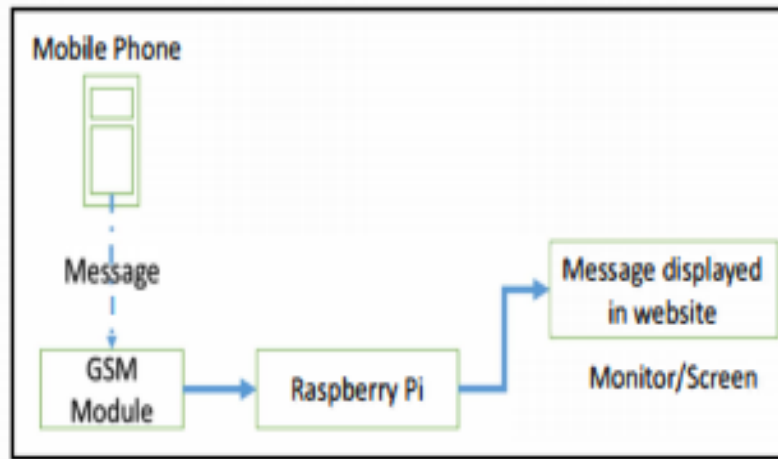 Mobile Phone
Message
GSM
Module
Raspberry Pi
Message displayed
in website
Monitor/Screen